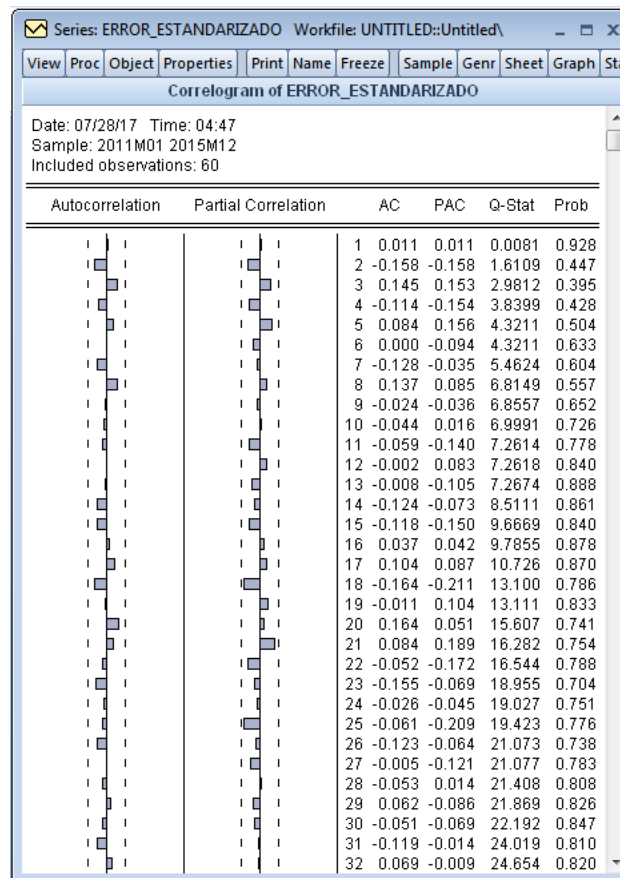 Series: ERROR_ESTANDARIZADO Workfile: UNTITLED::Untitled\
View Proc Object Properties Print Name Freeze Sample Genr Sheet Graph Sta
Correlogram of ERROR_ESTANDARIZADO
Date: 07/28/17 Time: 04:47
Sample: 2011M01 2015M12
Included observations: 60
Autocorrelation Partial Correlation AC PAC Q-Stat Prob
1 0.011 0.011 0.0081 0.928
2 -0.158 -0.158 1.6109 0.447
3 0.145 0.153 2.9812 0.395
4 -0.114 -0.154 3.8399 0.428
5 0.084 0.156 4.3211 0.504
6 0.000 -0.094 4.3211 0.633
7 -0.128 -0.035 5.4624 0.604
8 0.137 0.085 6.8149 0.557
9 -0.024 -0.036 6.8557 0.652
10 -0.044 0.016 6.9991 0.726
11 -0.059 -0.140 7.2614 0.778
12 -0.002 0.083 7.2618 0.840
13 -0.008 -0.105 7.2674 0.888
14 -0.124 -0.073 8.5111 0.861
15 -0.118 -0.150 9.6669 0.840
16 0.037 0.042 9.7855 0.878
17 0.104 0.087 10.726 0.870
18 -0.164 -0.211 13.100 0.786
19 -0.011 0.104 13.111 0.833
20 0.164 0.051 15.607 0.741
21 0.084 0.189 16.282 0.754
22 -0.052 -0.172 16.544 0.788
23 -0.155 -0.069 18.955 0.704
24 -0.026 -0.045 19.027 0.751
25 -0.061 -0.209 19.423 0.776
26 -0.123 -0.064 21.073 0.738
27 -0.005 -0.121 21.077 0.783
28 -0.053 0.014 21.408 0.808
29 0.062 -0.086 21.869 0.826
30 -0.051 -0.069 22.192 0.847
31 -0.119 -0.014 24.019 0.810
32 0.069 -0.009 24.654 0.820